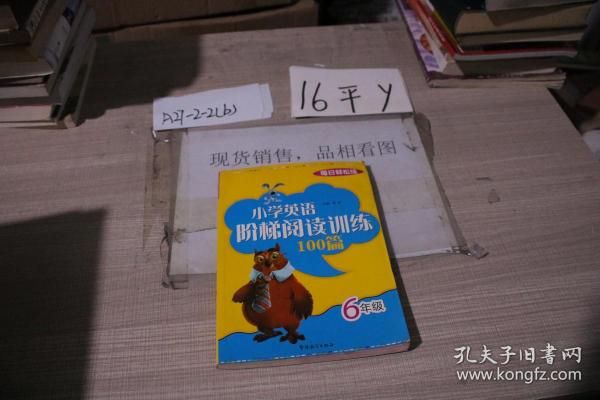 A21-2-2(b)
16平Y
现货销售，品相看图
每日轻松练
小学英语
阶梯阅读训练
100篇
6年级
孔夫子旧书网
www.kongfz.com